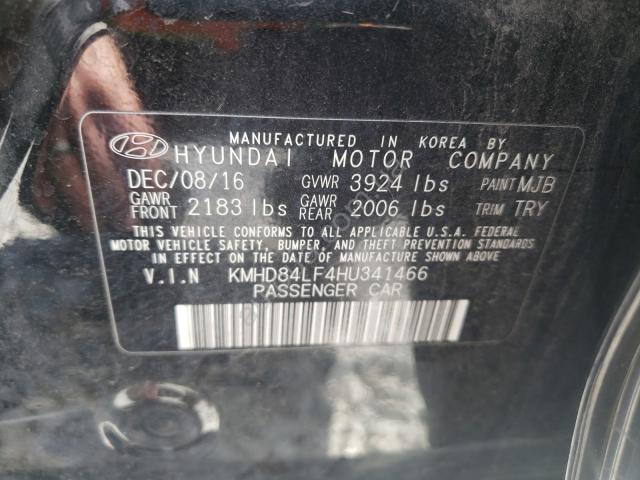 MANUFACTURED IN KOREA BY
HYUNDAI MOTOR COMPANY
DEC/08/16 GVWR 3924 lbs PAINT MJB
GAWR FRONT 2183 lbs GAWR REAR 2006 lbs TRIM TRY
THIS VEHICLE CONFORMS TO ALL APPLICABLE U.S.A. FEDERAL
MOTOR VEHICLE SAFETY, BUMPER, AND THEFT PREVENTION STANDARDS
IN EFFECT ON THE DATE OF MANUFACTURE SHOWN ABOVE.
V.I.N KMHD84LF4HU341466
PASSENGER CAR